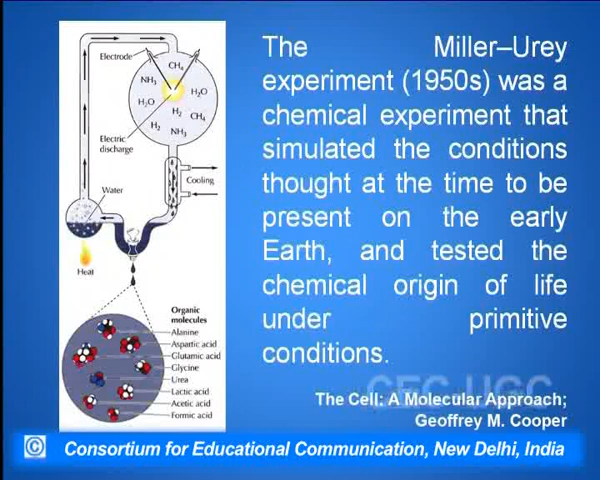 Electrode
CH₄
NH₃
H₂O
H₂O
H₂
CH₄
H₂
NH₃
Electric
discharge
Cooling
Water
Heat
Organic
molecules
Alanine
Aspartic acid
Glutamic acid
Glycine
Urea
Lactic acid
Acetic acid
Formic acid
The Miller–Urey
experiment (1950s) was a
chemical experiment that
simulated the conditions
thought at the time to be
present on the early
Earth, and tested the
chemical origin of life
under primitive
conditions.
CEC-UGC
The Cell: A Molecular Approach;
Geoffrey M. Cooper
© Consortium for Educational Communication, New Delhi, India